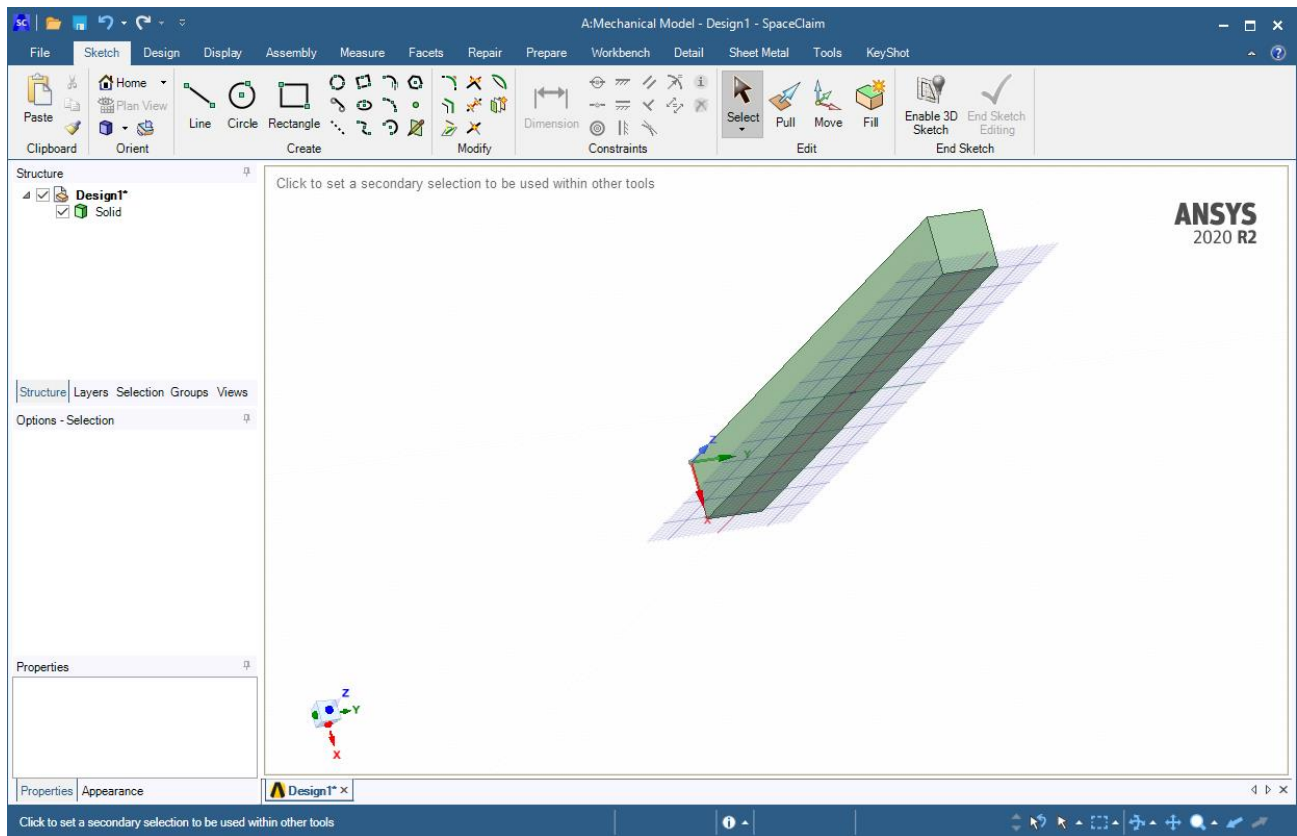 SC
A:Mechanical Model - Design1 - SpaceClaim
File Sketch Design Display Assembly Measure Facets Repair Prepare Workbench Detail Sheet Metal Tools KeyShot
Paste
Home
Plan View
Line Circle Rectangle
Dimension
Select Pull Move Fill
Enable 3D Sketch
End Sketch Editing
Clipboard Orient Create Modify Constraints Edit End Sketch
Structure
Design1*
Solid
Click to set a secondary selection to be used within other tools
ANSYS
2020 R2
Z
Y
X
Structure Layers Selection Groups Views
Options - Selection
Properties
Z
Y
X
Properties Appearance
Design1*
Click to set a secondary selection to be used within other tools